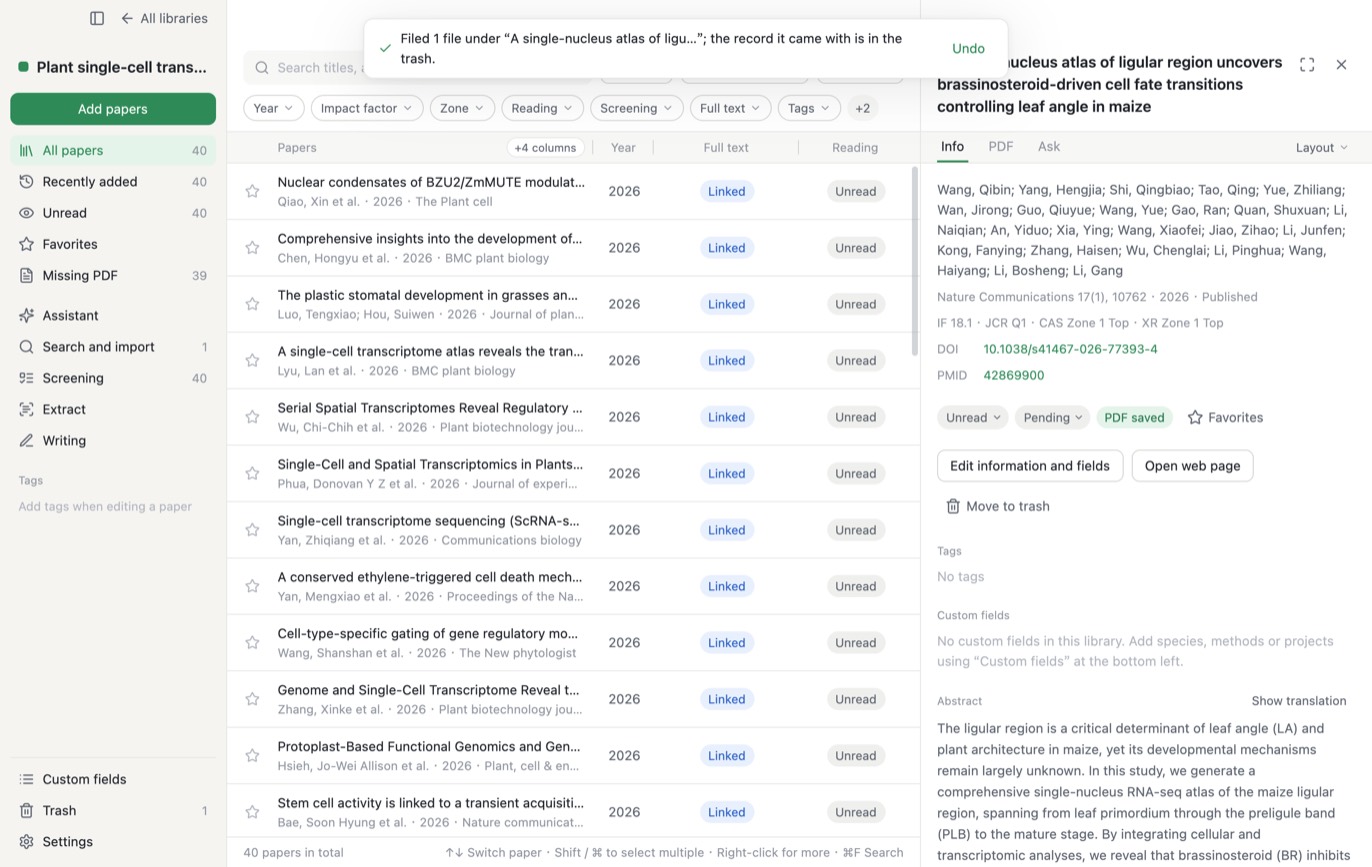 All libraries
Filed 1 file under “A single-nucleus atlas of ligu…”; the record it came with is in the
trash.
Undo
Plant single-cell trans...
Search titles, a
nucleus atlas of ligular region uncovers
brassinosteroid-driven cell fate transitions
controlling leaf angle in maize
Add papers
All papers 40
Recently added 40
Unread 40
Favorites
Missing PDF 39
Assistant
Search and import 1
Screening 40
Extract
Writing
Tags
Add tags when editing a paper
Custom fields
Trash 1
Settings
Year Impact factor Zone Reading Screening Full text Tags +2
Papers +4 columns Year Full text Reading
Nuclear condensates of BZU2/ZmMUTE modulat... 2026 Linked Unread
Qiao, Xin et al. · 2026 · The Plant cell
Comprehensive insights into the development of... 2026 Linked Unread
Chen, Hongyu et al. · 2026 · BMC plant biology
The plastic stomatal development in grasses an... 2026 Linked Unread
Luo, Tengxiao; Hou, Suiwen · 2026 · Journal of plan...
A single-cell transcriptome atlas reveals the tran... 2026 Linked Unread
Lyu, Lan et al. · 2026 · BMC plant biology
Serial Spatial Transcriptomes Reveal Regulatory ... 2026 Linked Unread
Wu, Chi-Chih et al. · 2026 · Plant biotechnology jou...
Single-Cell and Spatial Transcriptomics in Plants... 2026 Linked Unread
Phua, Donovan Y Z et al. · 2026 · Journal of experi...
Single-cell transcriptome sequencing (ScRNA-s... 2026 Linked Unread
Yan, Zhiqiang et al. · 2026 · Communications biology
A conserved ethylene-triggered cell death mech... 2026 Linked Unread
Yan, Mengxiao et al. · 2026 · Proceedings of the Na...
Cell-type-specific gating of gene regulatory mo... 2026 Linked Unread
Wang, Shanshan et al. · 2026 · The New phytologist
Genome and Single-Cell Transcriptome Reveal t... 2026 Linked Unread
Zhang, Xinke et al. · 2026 · Plant biotechnology jou...
Protoplast-Based Functional Genomics and Gen... 2026 Linked Unread
Hsieh, Jo-Wei Allison et al. · 2026 · Plant, cell & en...
Stem cell activity is linked to a transient acquisiti... 2026 Linked Unread
Bae, Soon Hyung et al. · 2026 · Nature communicat...
40 papers in total ↑↓ Switch paper · Shift / ⌘ to select multiple · Right-click for more · ⌘F Search
Info PDF Ask Layout
Wang, Qibin; Yang, Hengjia; Shi, Qingbiao; Tao, Qing; Yue, Zhiliang;
Wan, Jirong; Guo, Qiuyue; Wang, Yue; Gao, Ran; Quan, Shuxuan; Li,
Naiqian; An, Yiduo; Xia, Ying; Wang, Xiaofei; Jiao, Zihao; Li, Junfen;
Kong, Fanying; Zhang, Haisen; Wu, Chenglai; Li, Pinghua; Wang,
Haiyang; Li, Bosheng; Li, Gang
Nature Communications 17(1), 10762 · 2026 · Published
IF 18.1 · JCR Q1 · CAS Zone 1 Top · XR Zone 1 Top
DOI 10.1038/s41467-026-77393-4
PMID 42869900
Unread Pending PDF saved Favorites
Edit information and fields Open web page
Move to trash
Tags
No tags
Custom fields
No custom fields in this library. Add species, methods or projects
using “Custom fields” at the bottom left.
Abstract Show translation
The ligular region is a critical determinant of leaf angle (LA) and
plant architecture in maize, yet its developmental mechanisms
remain largely unknown. In this study, we generate a
comprehensive single-nucleus RNA-seq atlas of the maize ligular
region, spanning from leaf primordium through the preligule band
(PLB) to the mature stage. By integrating cellular and
transcriptomic analyses, we reveal that brassinosteroid (BR) inhibits